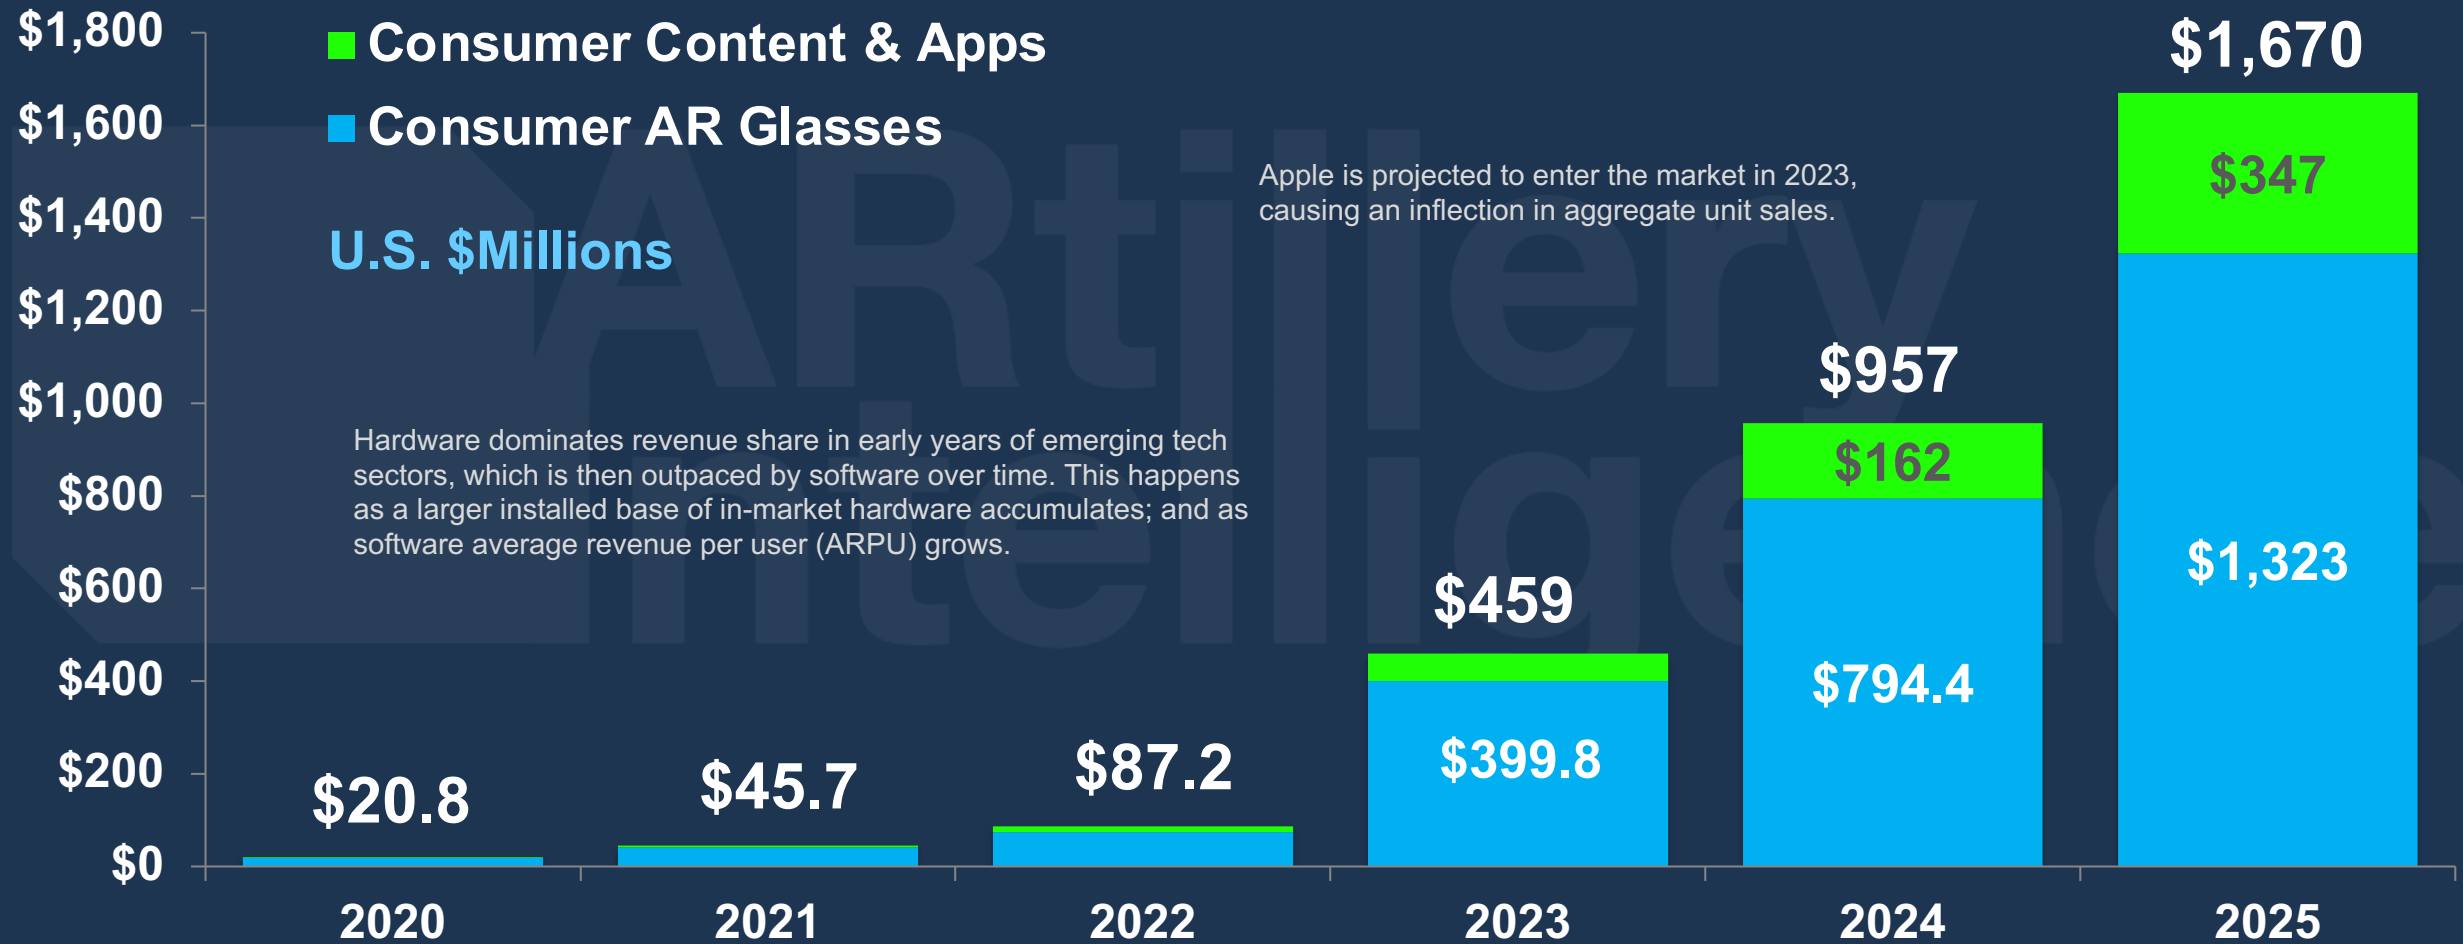 $1,800
$1,600
$1,400
$1,200
$1,000
$800
$600
$400
$200
$0
Consumer Content & Apps
Consumer AR Glasses
U.S. $Millions
Apple is projected to enter the market in 2023,
causing an inflection in aggregate unit sales.
Hardware dominates revenue share in early years of emerging tech
sectors, which is then outpaced by software over time. This happens
as a larger installed base of in-market hardware accumulates; and as
software average revenue per user (ARPU) grows.
ARtillery
Intelligence
$20.8
$45.7
$87.2
$459
$399.8
$957
$162
$794.4
$1,670
$347
$1,323
2020
2021
2022
2023
2024
2025